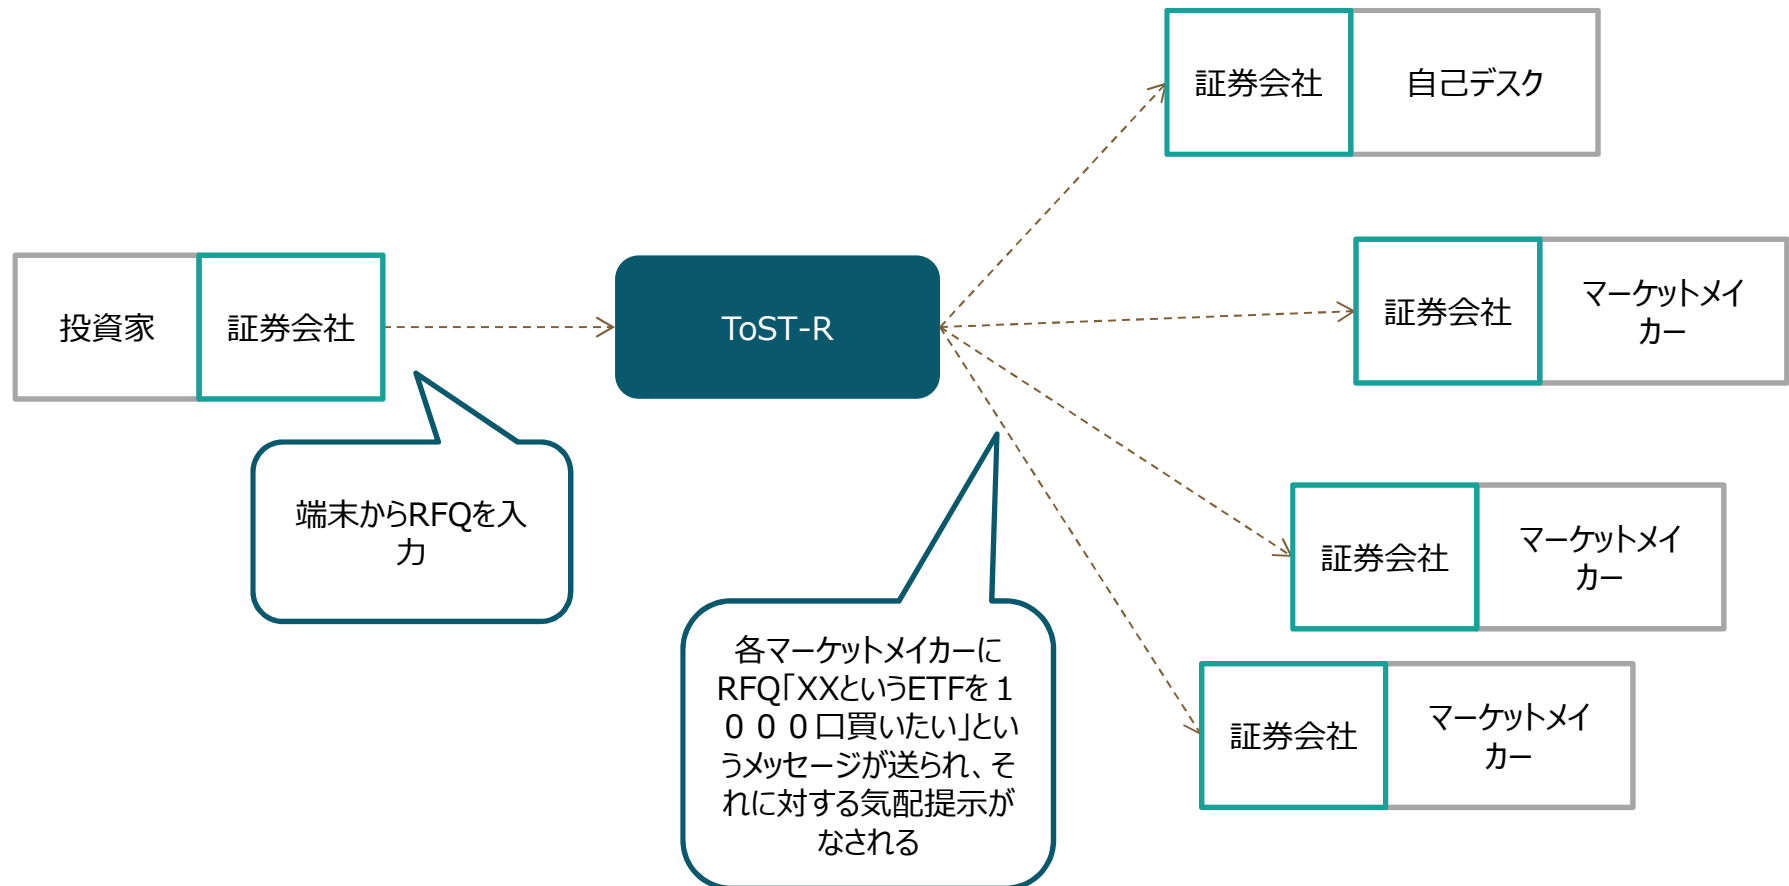 証券会社
自己デスク
投資家
証券会社
ToST-R
証券会社
マーケットメイ
カー
端末からRFQを入
力
証券会社
マーケットメイ
カー
各マーケットメイカーに
RFQ「XXというETFを１
０００口買いたい」とい
うメッセージが送られ、そ
れに対する気配提示が
なされる
証券会社
マーケットメイ
カー